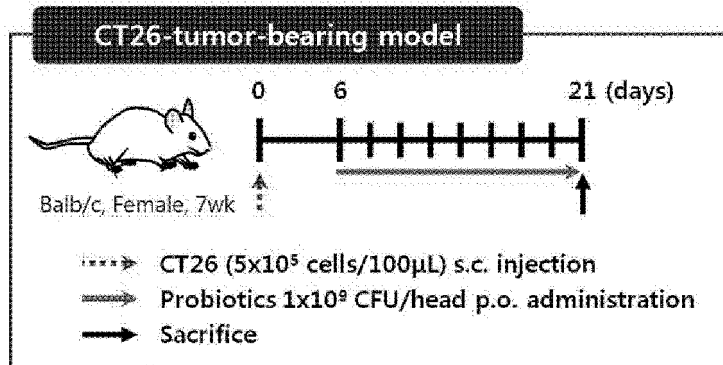 CT26-tumor-bearing model
0 6 21 (days)
Balb/c, Female, 7wk
CT26 (5x10⁵ cells/100μL) s.c. injection
Probiotics 1x10⁹ CFU/head p.o. administration
Sacrifice